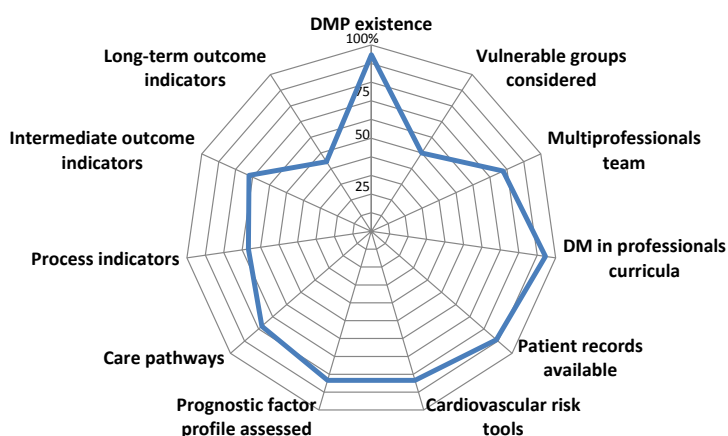 DMP existence
100%
75
50
25
Vulnerable groups
considered
Multiprofessionals
team
DM in professionals
curricula
Patient records
available
Cardiovascular risk
tools
Prognostic factor
profile assessed
Care pathways
Process indicators
Intermediate outcome
indicators
Long-term outcome
indicators